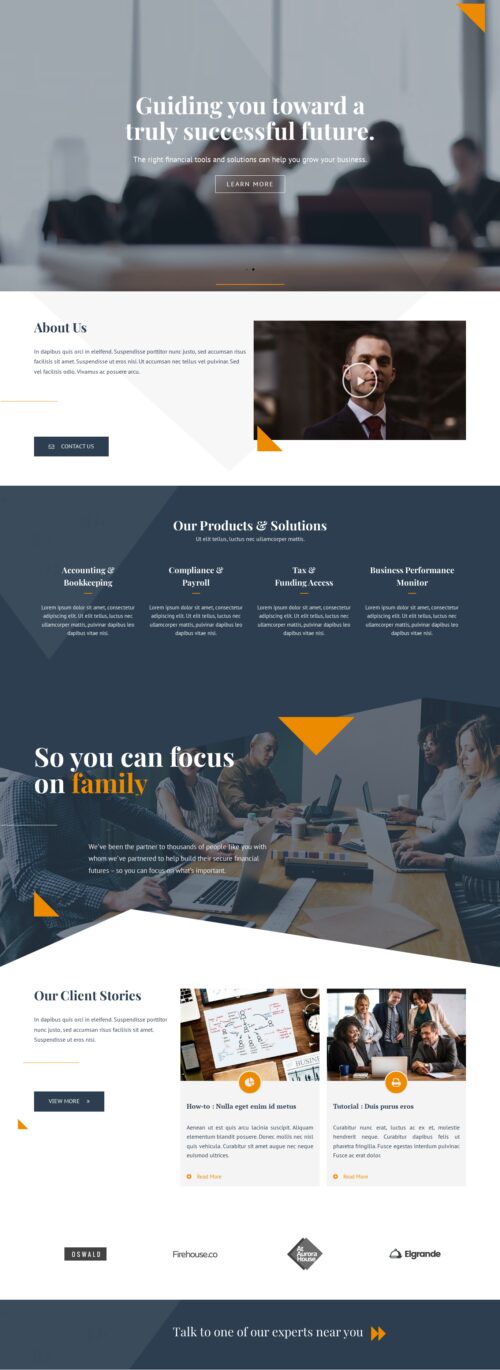 Guiding you toward a
truly successful future.
The right financial tools and solutions can help you grow your business.
LEARN MORE
About Us
In dapibus quis orci in eleifend. Suspendisse porttitor nunc justo, sed accumsan risus
facilisis sit amet. Suspendisse ut eros nisi. Ut accumsan nec tellus vel pulvinar. Sed
vel facilisis odio. Vivamus ac posuere arcu.
CONTACT US
Our Products & Solutions
Ut elit tellus, luctus nec ullamcorper mattis.
Accounting &
Bookkeeping
Lorem ipsum dolor sit amet, consectetur
adipiscing elit. Ut elit tellus, luctus nec
ullamcorper mattis, pulvinar dapibus leo
dapibus vitae nisi.
Compliance &
Payroll
Lorem ipsum dolor sit amet, consectetur
adipiscing elit. Ut elit tellus, luctus nec
ullamcorper mattis, pulvinar dapibus leo
dapibus vitae nisi.
Tax &
Funding Access
Lorem ipsum dolor sit amet, consectetur
adipiscing elit. Ut elit tellus, luctus nec
ullamcorper mattis, pulvinar dapibus leo
dapibus vitae nisi.
Business Performance
Monitor
Lorem ipsum dolor sit amet, consectetur
adipiscing elit. Ut elit tellus, luctus nec
ullamcorper mattis, pulvinar dapibus leo
dapibus vitae nisi.
So you can focus
on family
We've been the partner to thousands of people like you with
whom we've partnered to help build their secure financial
futures – so you can focus on what's important.
Our Client Stories
In dapibus quis orci in eleifend. Suspendisse porttitor
nunc justo, sed accumsan risus facilisis sit amet.
Suspendisse ut eros nisi.
VIEW MORE »
BUSINESS
How-to : Nulla eget enim id metus
Aenean ut est quis arcu lacinia suscipit. Aliquam
elementum blandit posuere. Donec mollis nec nisl
quis vehicula. Curabitur sit amet augue nec neque
euismod ultrices.
Read More
Tutorial : Duis purus eros
Curabitur nunc erat, luctus ac ex et, molestie
hendrerit neque. Curabitur dapibus felis ut
pharetra fringilla. Fusce egestas interdum pulvinar.
Fusce ac erat dolor.
Read More
OSWALD
Firehouse.co
At
Aurora
House
Elgrande
Talk to one of our experts near you